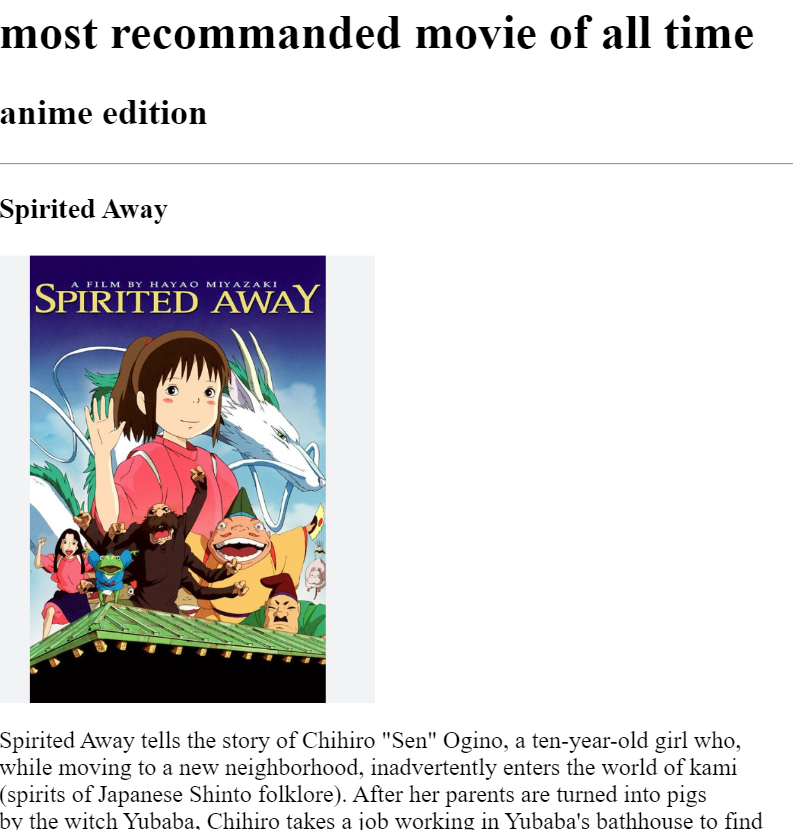 most recommanded movie of all time
anime edition
Spirited Away
A FILM BY HAYAO MIYAZAKI
SPIRITED AWAY
Spirited Away tells the story of Chihiro "Sen" Ogino, a ten-year-old girl who,
while moving to a new neighborhood, inadvertently enters the world of kami
(spirits of Japanese Shinto folklore). After her parents are turned into pigs
by the witch Yubaba, Chihiro takes a job working in Yubaba's bathhouse to find